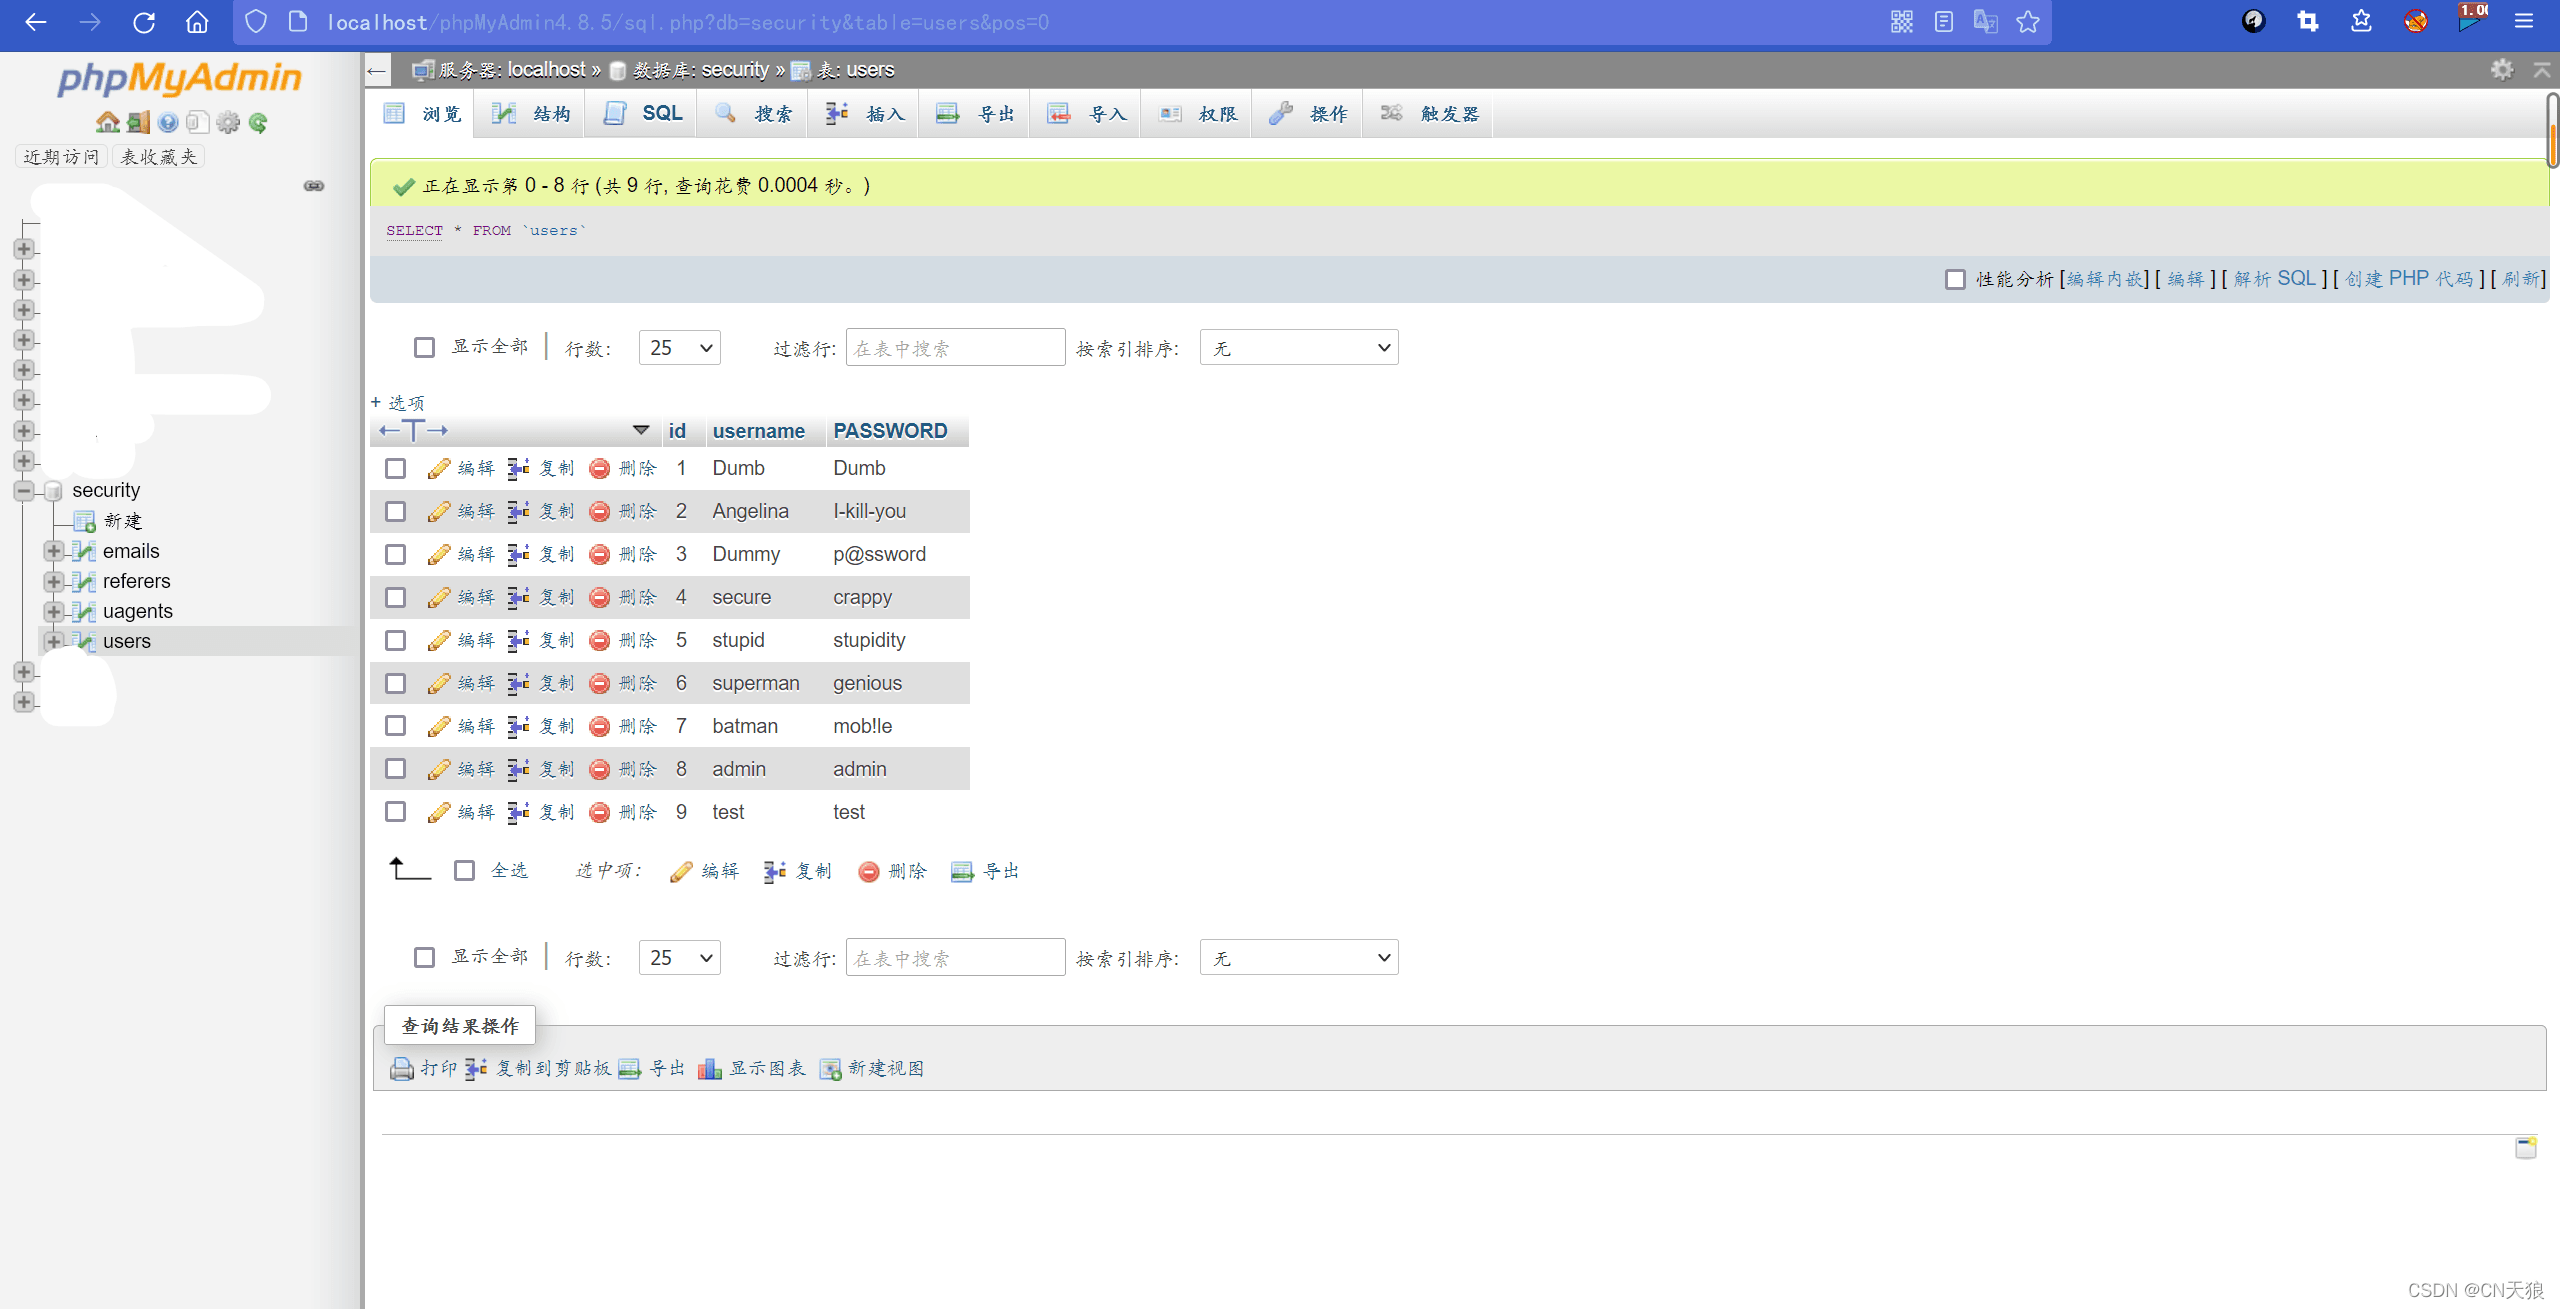 localhost/phpMyAdmin4.8.5/sql.php?db=security&table=users&pos=0
1.00
phpMyAdmin
近期访问 表收藏夹
security
新建
emails
referers
uagents
users
服务器: localhost » 数据库: security » 表: users
浏览 结构 SQL 搜索 插入 导出 导入 权限 操作 触发器
正在显示第 0 - 8 行 (共 9 行, 查询花费 0.0004 秒。)
SELECT * FROM `users`
性能分析 [编辑内嵌] [ 编辑 ] [ 解析 SQL ] [ 创建 PHP 代码 ] [ 刷新]
显示全部 行数: 25 过滤行: 在表中搜索 按索引排序: 无
+ 选项
←T→ id username PASSWORD
编辑 复制 删除 1 Dumb Dumb
编辑 复制 删除 2 Angelina I-kill-you
编辑 复制 删除 3 Dummy p@ssword
编辑 复制 删除 4 secure crappy
编辑 复制 删除 5 stupid stupidity
编辑 复制 删除 6 superman genious
编辑 复制 删除 7 batman mob!le
编辑 复制 删除 8 admin admin
编辑 复制 删除 9 test test
全选 选中项: 编辑 复制 删除 导出
显示全部 行数: 25 过滤行: 在表中搜索 按索引排序: 无
查询结果操作
打印 复制到剪贴板 导出 显示图表 新建视图
CSDN @CN天狼